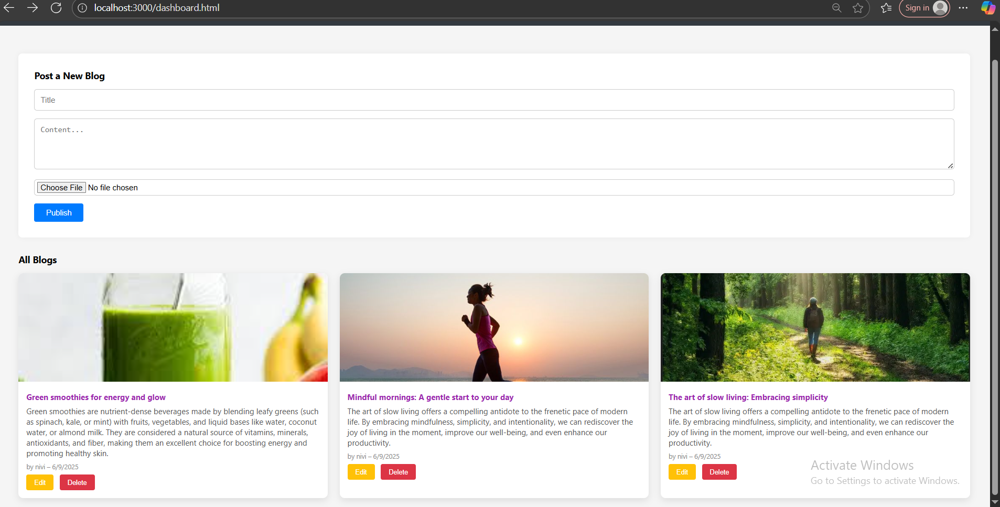 localhost:3000/dashboard.html
Sign in
Post a New Blog
Title
Content...
Choose File No file chosen
Publish
All Blogs
Green smoothies for energy and glow
Green smoothies are nutrient-dense beverages made by blending leafy greens (such
as spinach, kale, or mint) with fruits, vegetables, and liquid bases like water, coconut
water, or almond milk. They are considered a natural source of vitamins, minerals,
antioxidants, and fiber, making them an excellent choice for boosting energy and
promoting healthy skin.
by nivi – 6/9/2025
Edit Delete
Mindful mornings: A gentle start to your day
The art of slow living offers a compelling antidote to the frenetic pace of modern
life. By embracing mindfulness, simplicity, and intentionality, we can rediscover the
joy of living in the moment, improve our well-being, and even enhance our
productivity.
by nivi – 6/9/2025
Edit Delete
The art of slow living: Embracing simplicity
The art of slow living offers a compelling antidote to the frenetic pace of modern
life. By embracing mindfulness, simplicity, and intentionality, we can rediscover the
joy of living in the moment, improve our well-being, and even enhance our
productivity.
by nivi – 6/9/2025
Edit Delete
Activate Windows
Go to Settings to activate Windows.